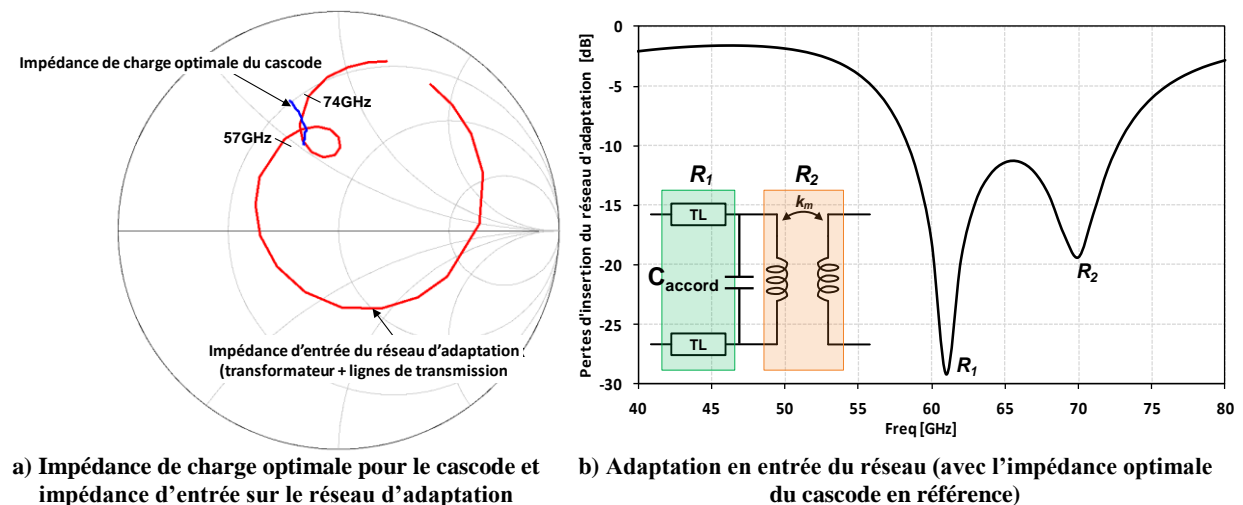 Impédance de charge optimale du cascode
74GHz
57GHz
Impédance d'entrée du réseau d'adaptation
(transformateur + lignes de transmission
a) Impédance de charge optimale pour le cascode et
impédance d'entrée sur le réseau d'adaptation
Pertes d'insertion du réseau d'adaptation [dB]
0
-5
-10
-15
-20
-25
-30
R1
R2
km
TL
Caccord
TL
R1
R2
40 45 50 55 60 65 70 75 80
Freq [GHz]
b) Adaptation en entrée du réseau (avec l'impédance optimale
du cascode en référence)